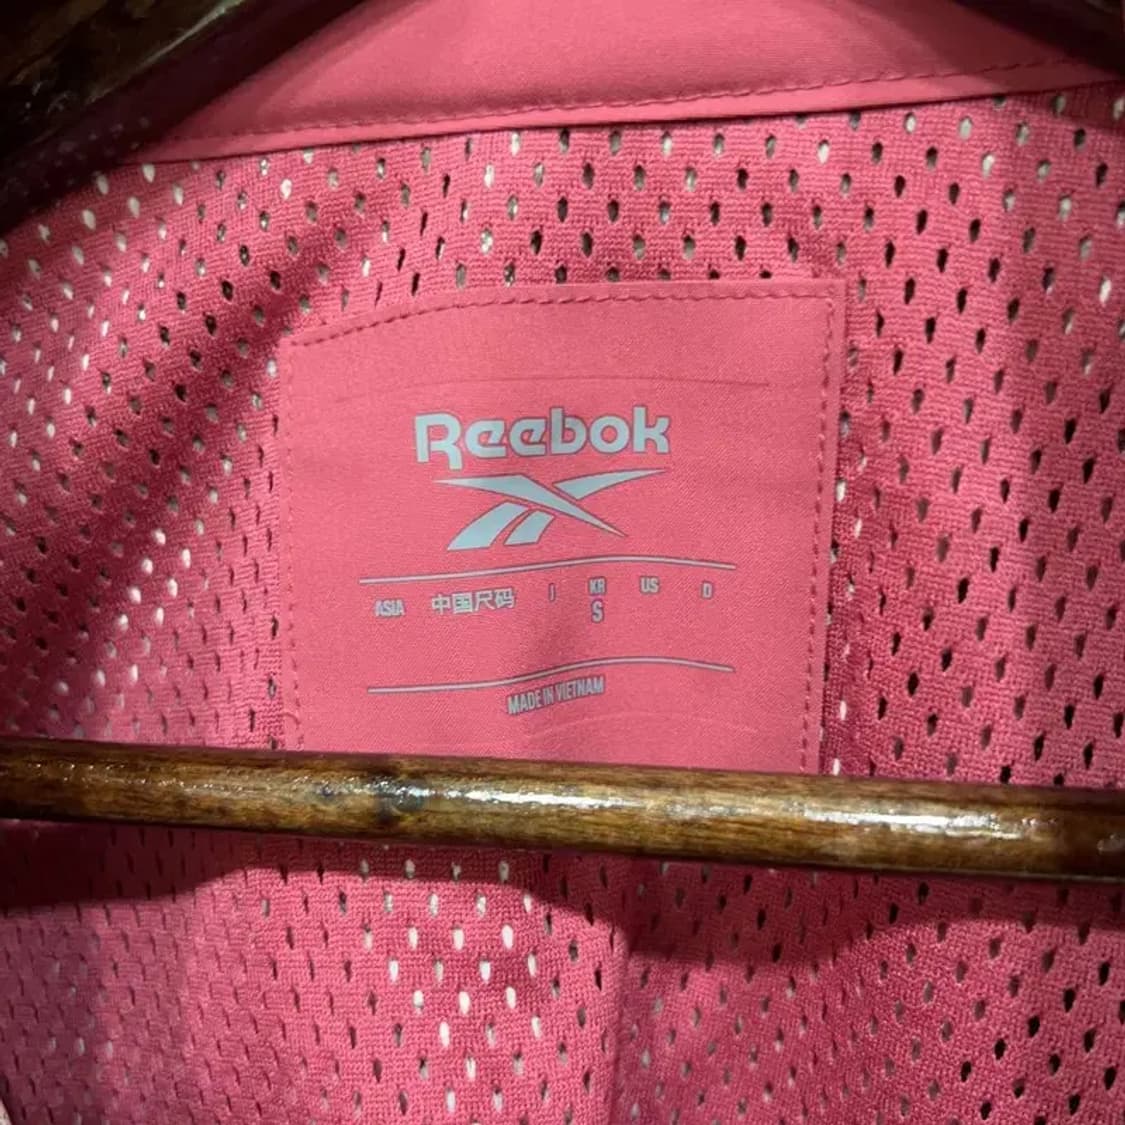 Reebok
ASIA 中国尺码 J KR US D
S
MADE IN VIETNAM